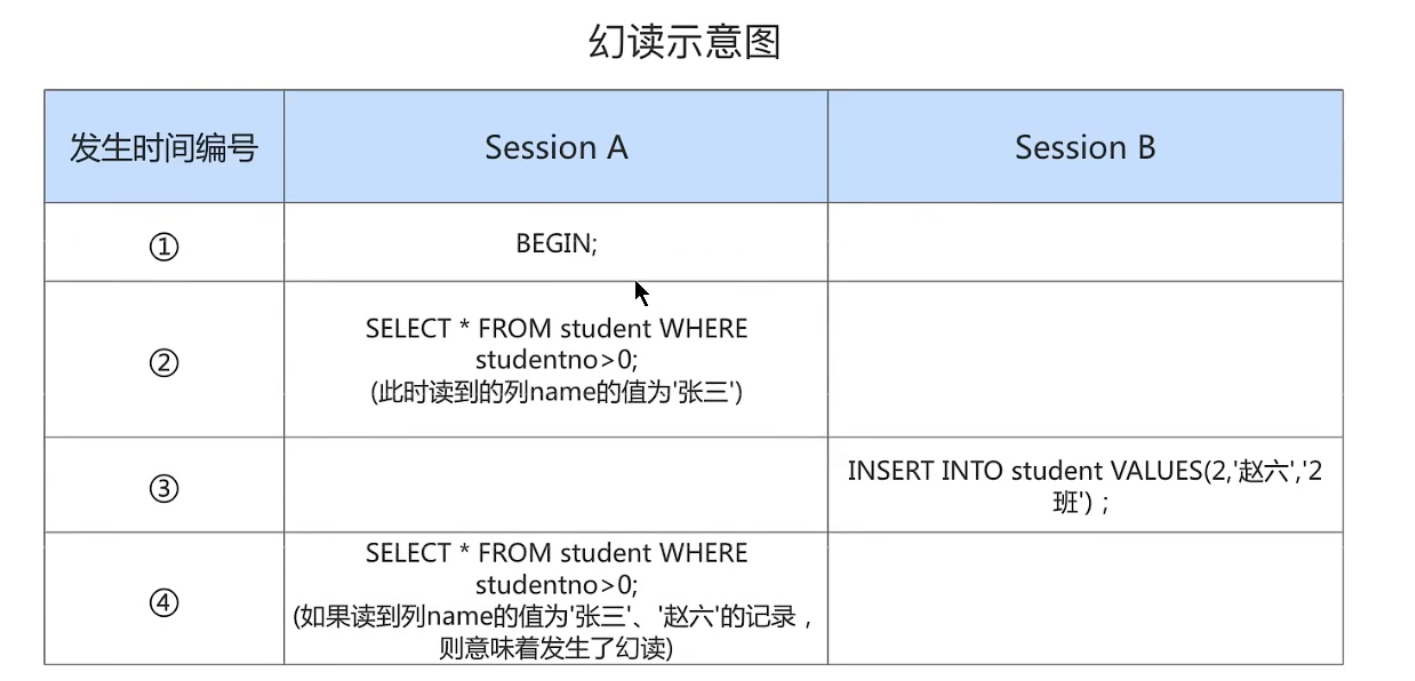 幻读示意图
发生时间编号
Session A
Session B
①
BEGIN;
②
SELECT * FROM student WHERE
studentno>0;
(此时读到的列name的值为'张三')
③
INSERT INTO student VALUES(2,'赵六','2
班')；
④
SELECT * FROM student WHERE
studentno>0;
(如果读到列name的值为'张三'、'赵六'的记录，
则意味着发生了幻读)